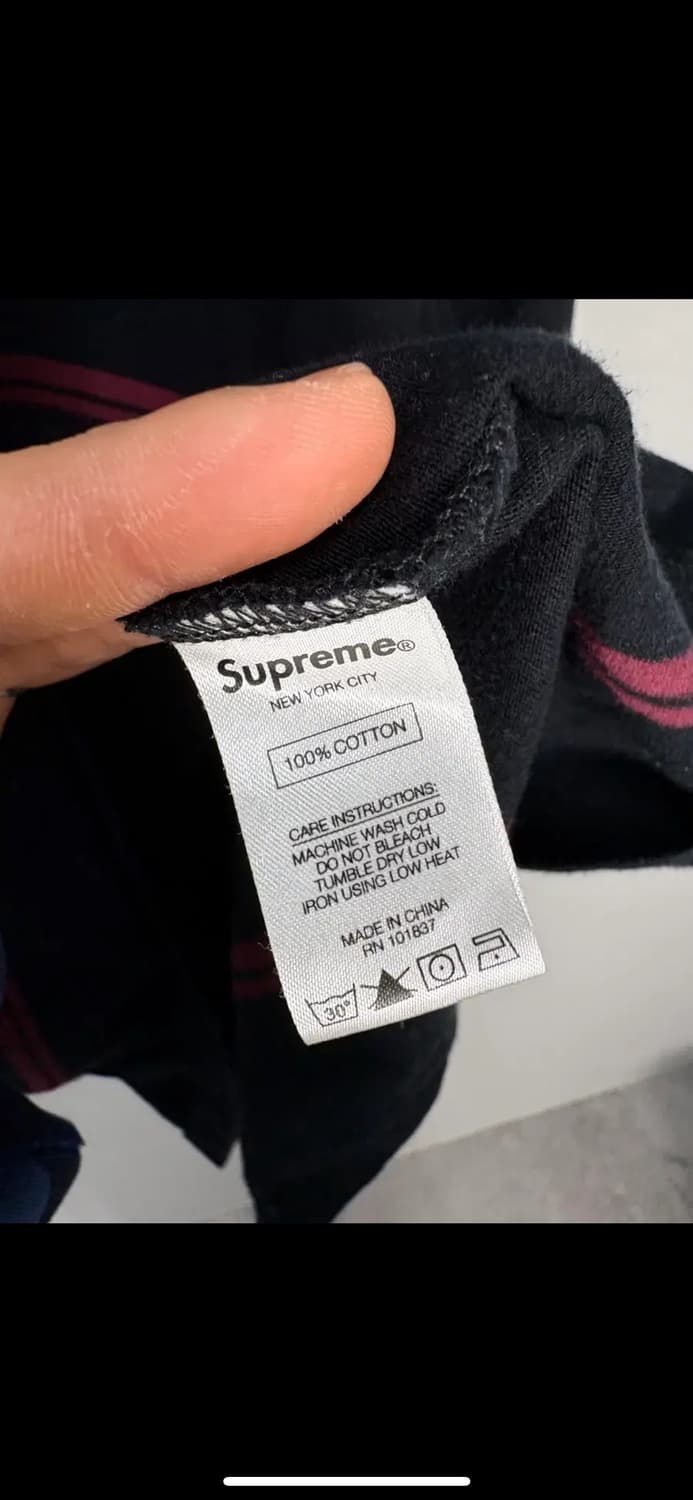 Supreme®
NEW YORK CITY
100% COTTON
CARE INSTRUCTIONS:
MACHINE WASH COLD
DO NOT BLEACH
TUMBLE DRY LOW
IRON USING LOW HEAT
MADE IN CHINA
RN 101837
30°